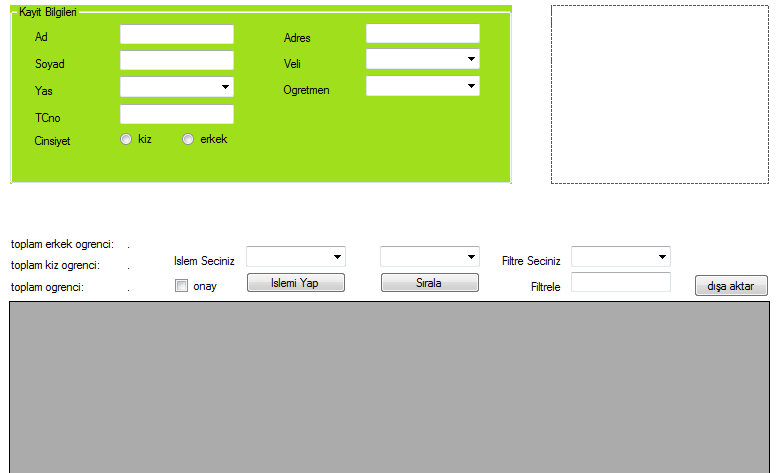 Kayit Bilgileri
Ad
Adres
Soyad
Veli
Yas
Ogretmen
TCno
Cinsiyet
kiz
erkek
toplam erkek ogrenci: .
toplam kiz ogrenci: .
Islem Seciniz
Filtre Seciniz
toplam ogrenci: .
onay
Islemi Yap
Sırala
Filtrele
dışa aktar